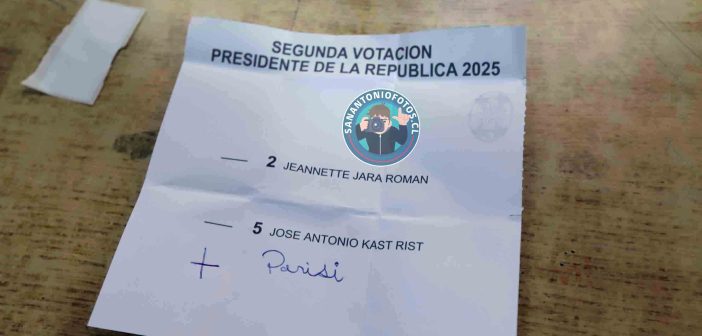 SEGUNDA VOTACION
PRESIDENTE DE LA REPUBLICA 2025
SANANTONIOFOTOS.CL
2 JEANNETTE JARA ROMAN
5 JOSE ANTONIO KAST RIST
+ Parisi